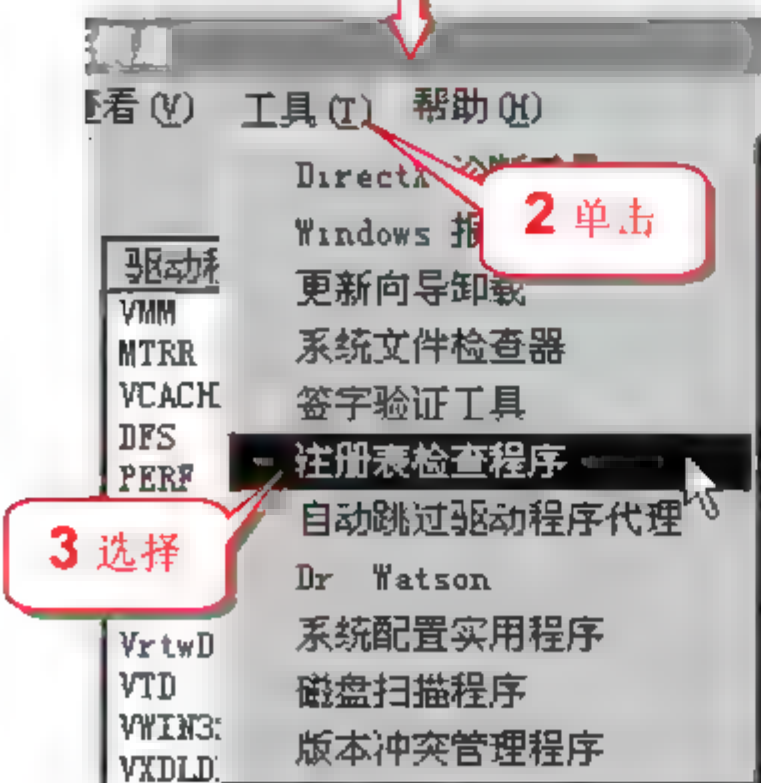 看(V) 工具(T) 帮助(H)
DirectX
2 单击
Windows 报
驱动
更新向导卸载
VMM
系统文件检查器
MTRR
签字验证工具
VCACH
DFS
注册表检查程序
PERF
自动跳过驱动程序代理
3 选择
Dr Watson
系统配置实用程序
VrtwD
磁盘扫描程序
VTD
VWIN3
版本冲突管理程序
VXDLD